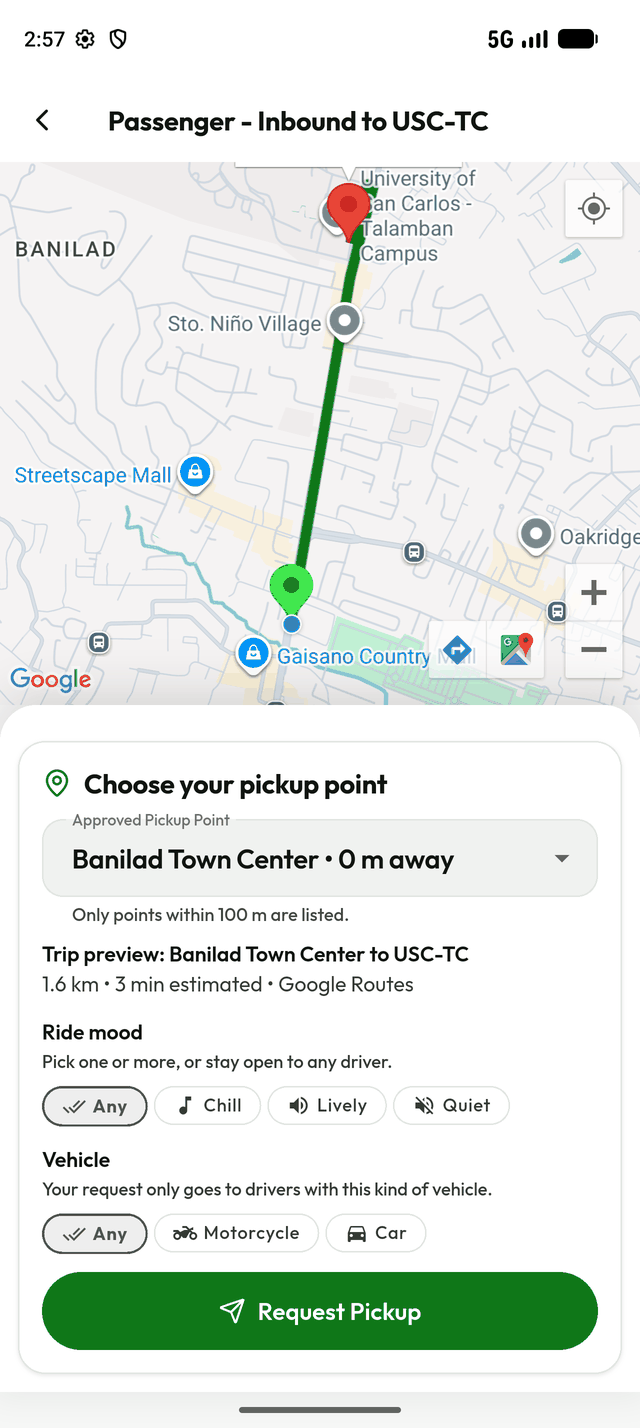 2:57
5G
Passenger - Inbound to USC-TC
University of
San Carlos -
Talamban
Campus
BANILAD
Sto. Niño Village
Streetscape Mall
Oakridge
Gaisano Country
Google
Choose your pickup point
Approved Pickup Point
Banilad Town Center • 0 m away
Only points within 100 m are listed.
Trip preview: Banilad Town Center to USC-TC
1.6 km • 3 min estimated • Google Routes
Ride mood
Pick one or more, or stay open to any driver.
Any
Chill
Lively
Quiet
Vehicle
Your request only goes to drivers with this kind of vehicle.
Any
Motorcycle
Car
Request Pickup